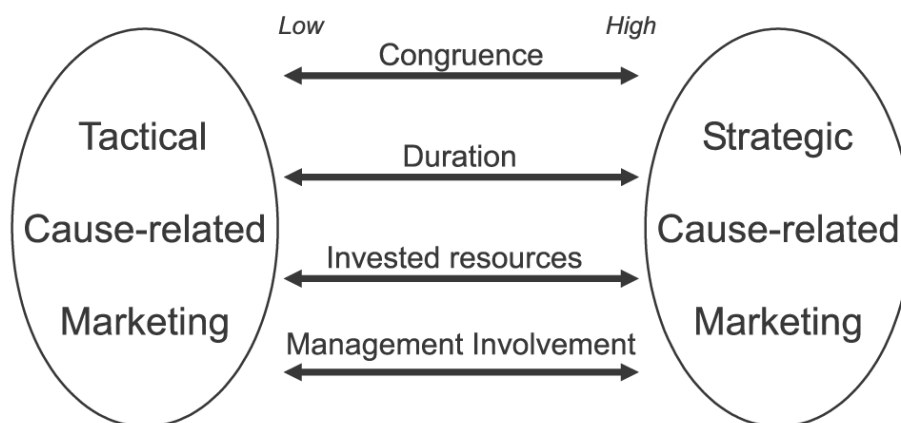 Low
High
Congruence
Tactical
Cause-related
Marketing
Duration
Invested resources
Management Involvement
Strategic
Cause-related
Marketing